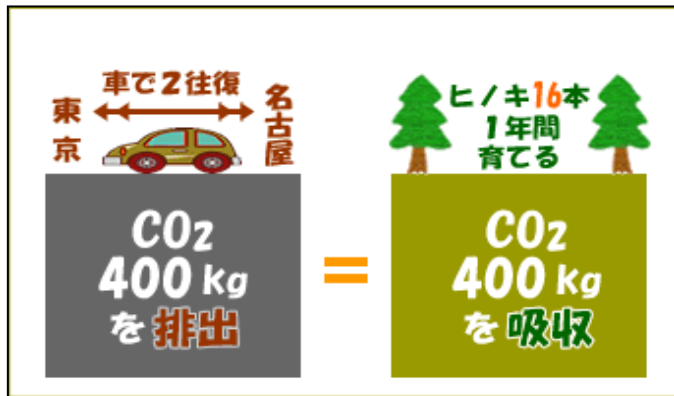 車で2往復
東京
名古屋
CO2
400 kg
を排出
=
ヒノキ16本
1年間
育てる
CO2
400 kg
を吸収